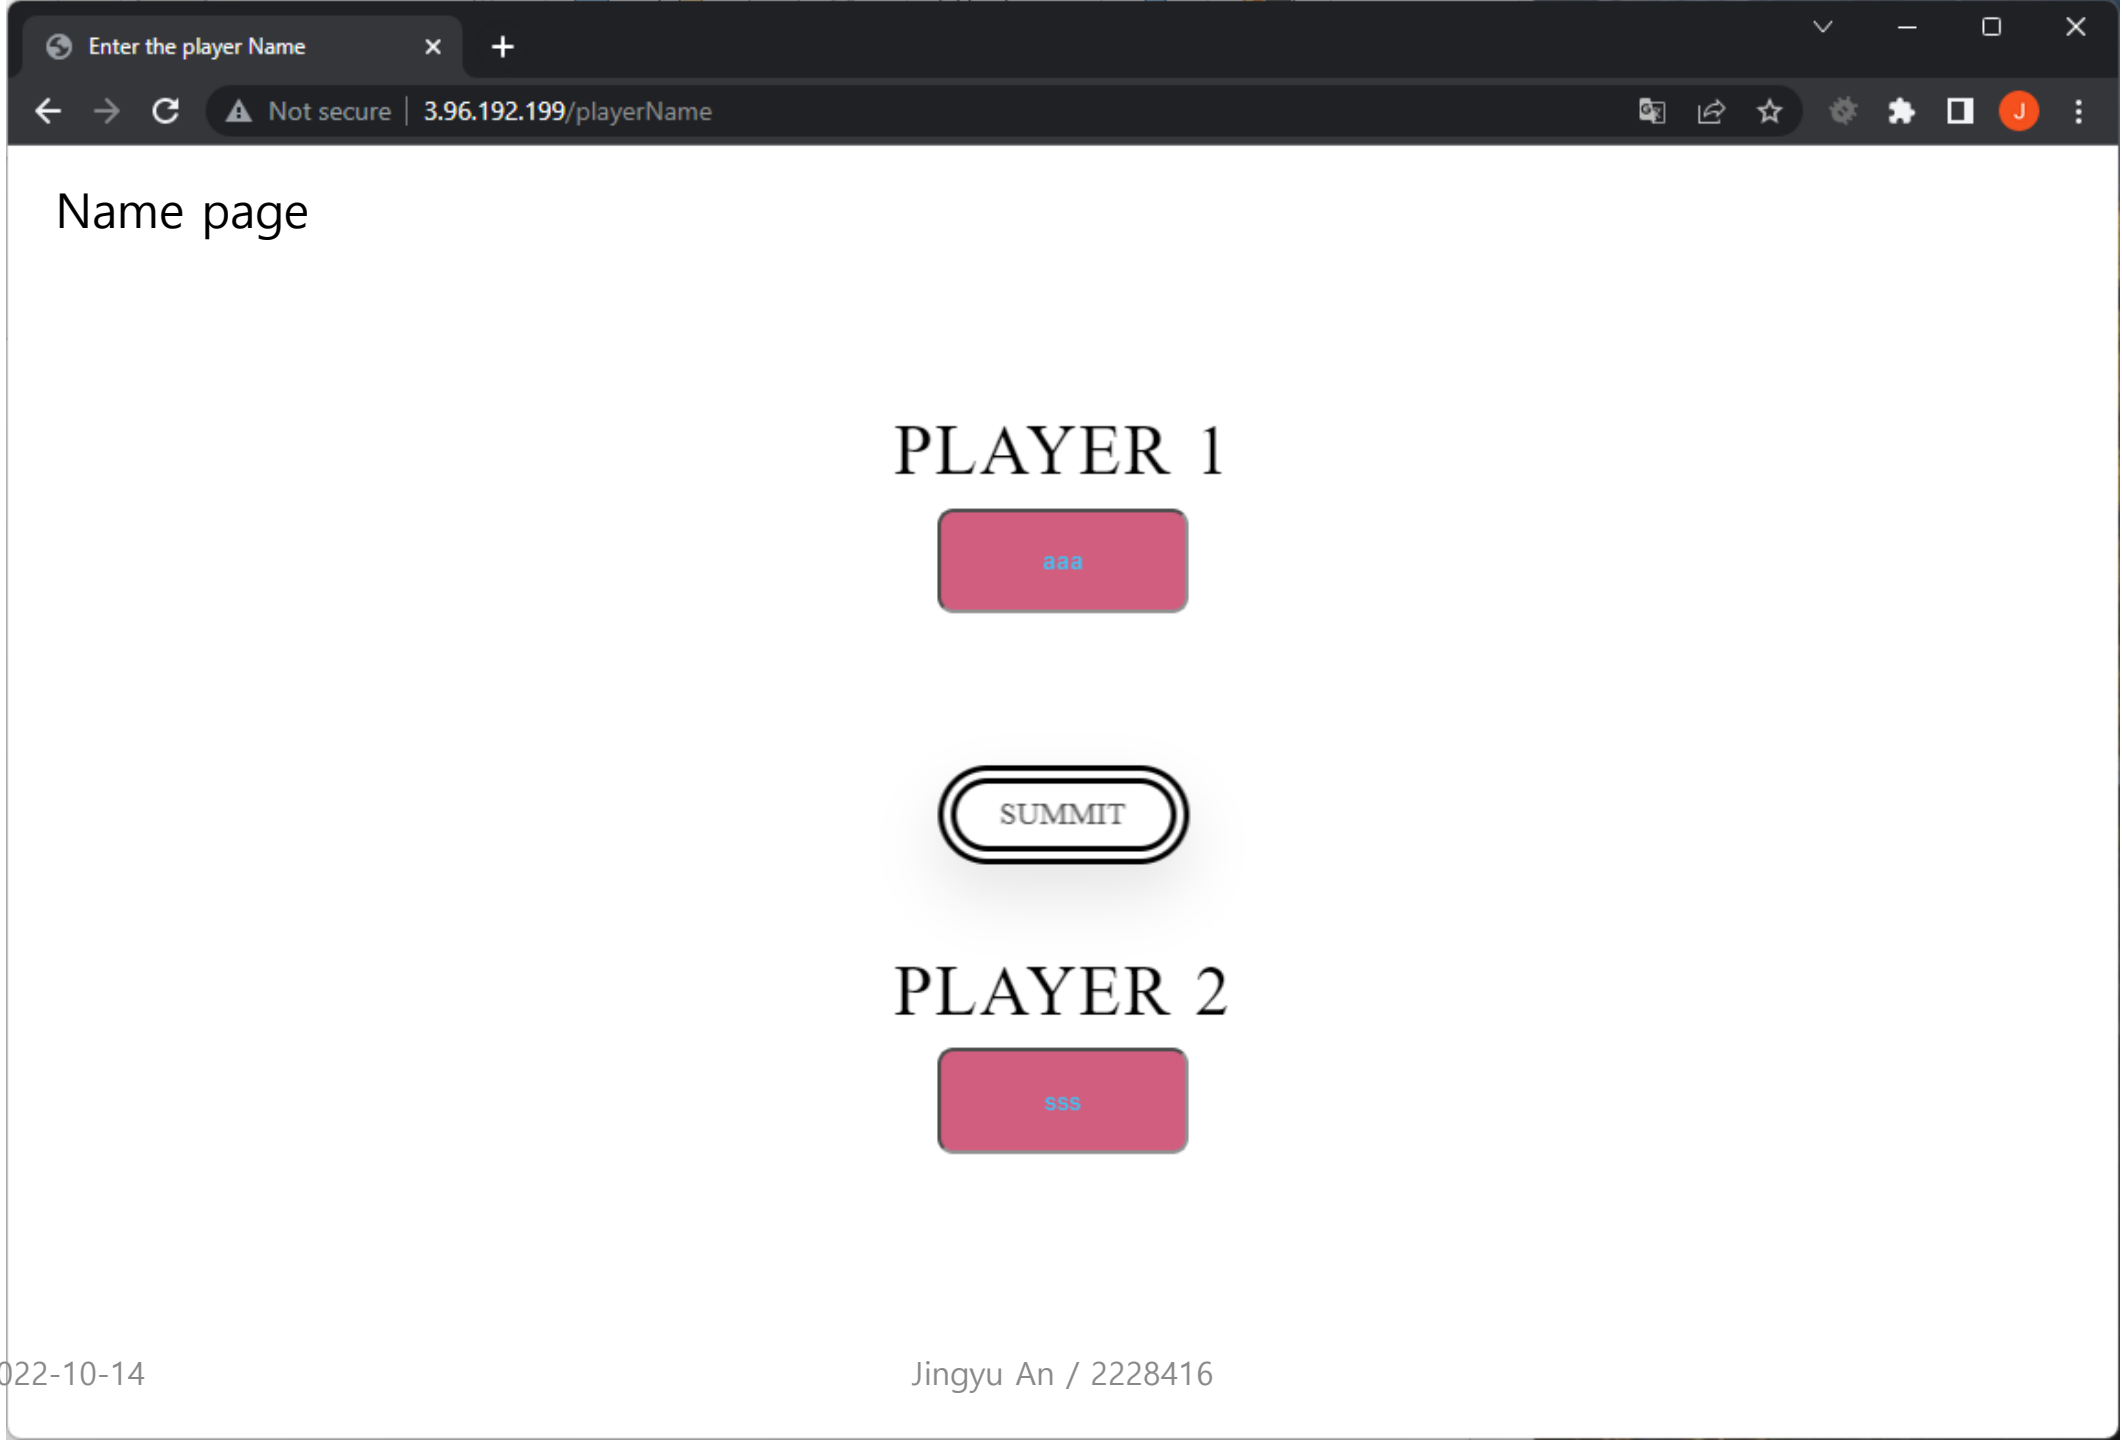 Enter the player Name
Not secure 3.96.192.199/playerName
J
Name page
PLAYER 1
aaa
SUMMIT
PLAYER 2
sss
022-10-14
Jingyu An / 2228416